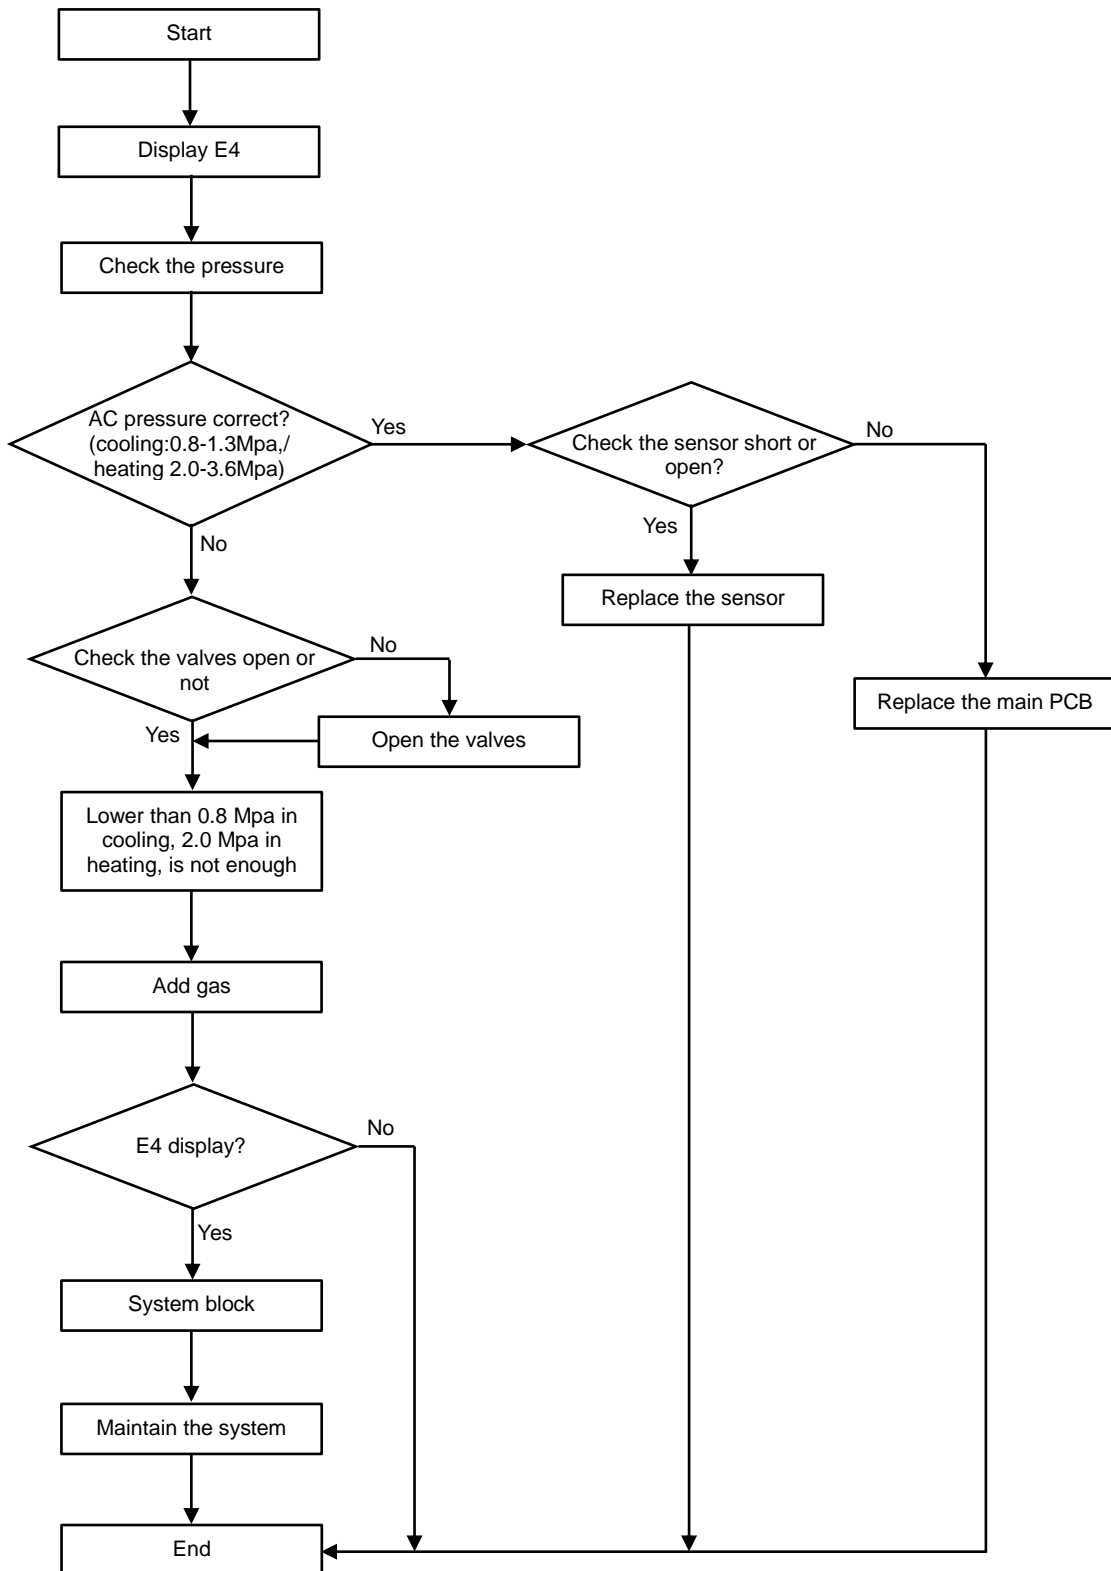 Start
Display E4
Check the pressure
AC pressure correct?
(cooling:0.8-1.3Mpa,/
heating 2.0-3.6Mpa)
Yes
Check the sensor short or
open?
No
No
Yes
Replace the sensor
Check the valves open or
not
No
Replace the main PCB
Yes
Open the valves
Lower than 0.8 Mpa in
cooling, 2.0 Mpa in
heating, is not enough
Add gas
E4 display?
No
Yes
System block
Maintain the system
End